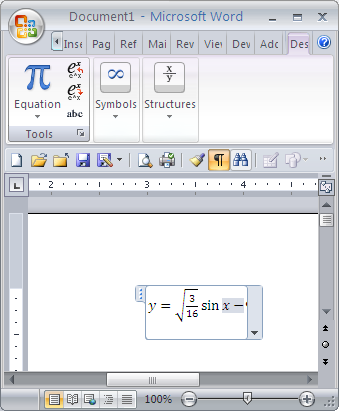 Document1 - Microsoft Word
Inse Pag Ref Mai Rev Viev Dev Adc Des
π ex e^x abc ∞ x/y
Equation Symbols Structures
Tools
2 3 4
y = √(3/16) sin x −
100%